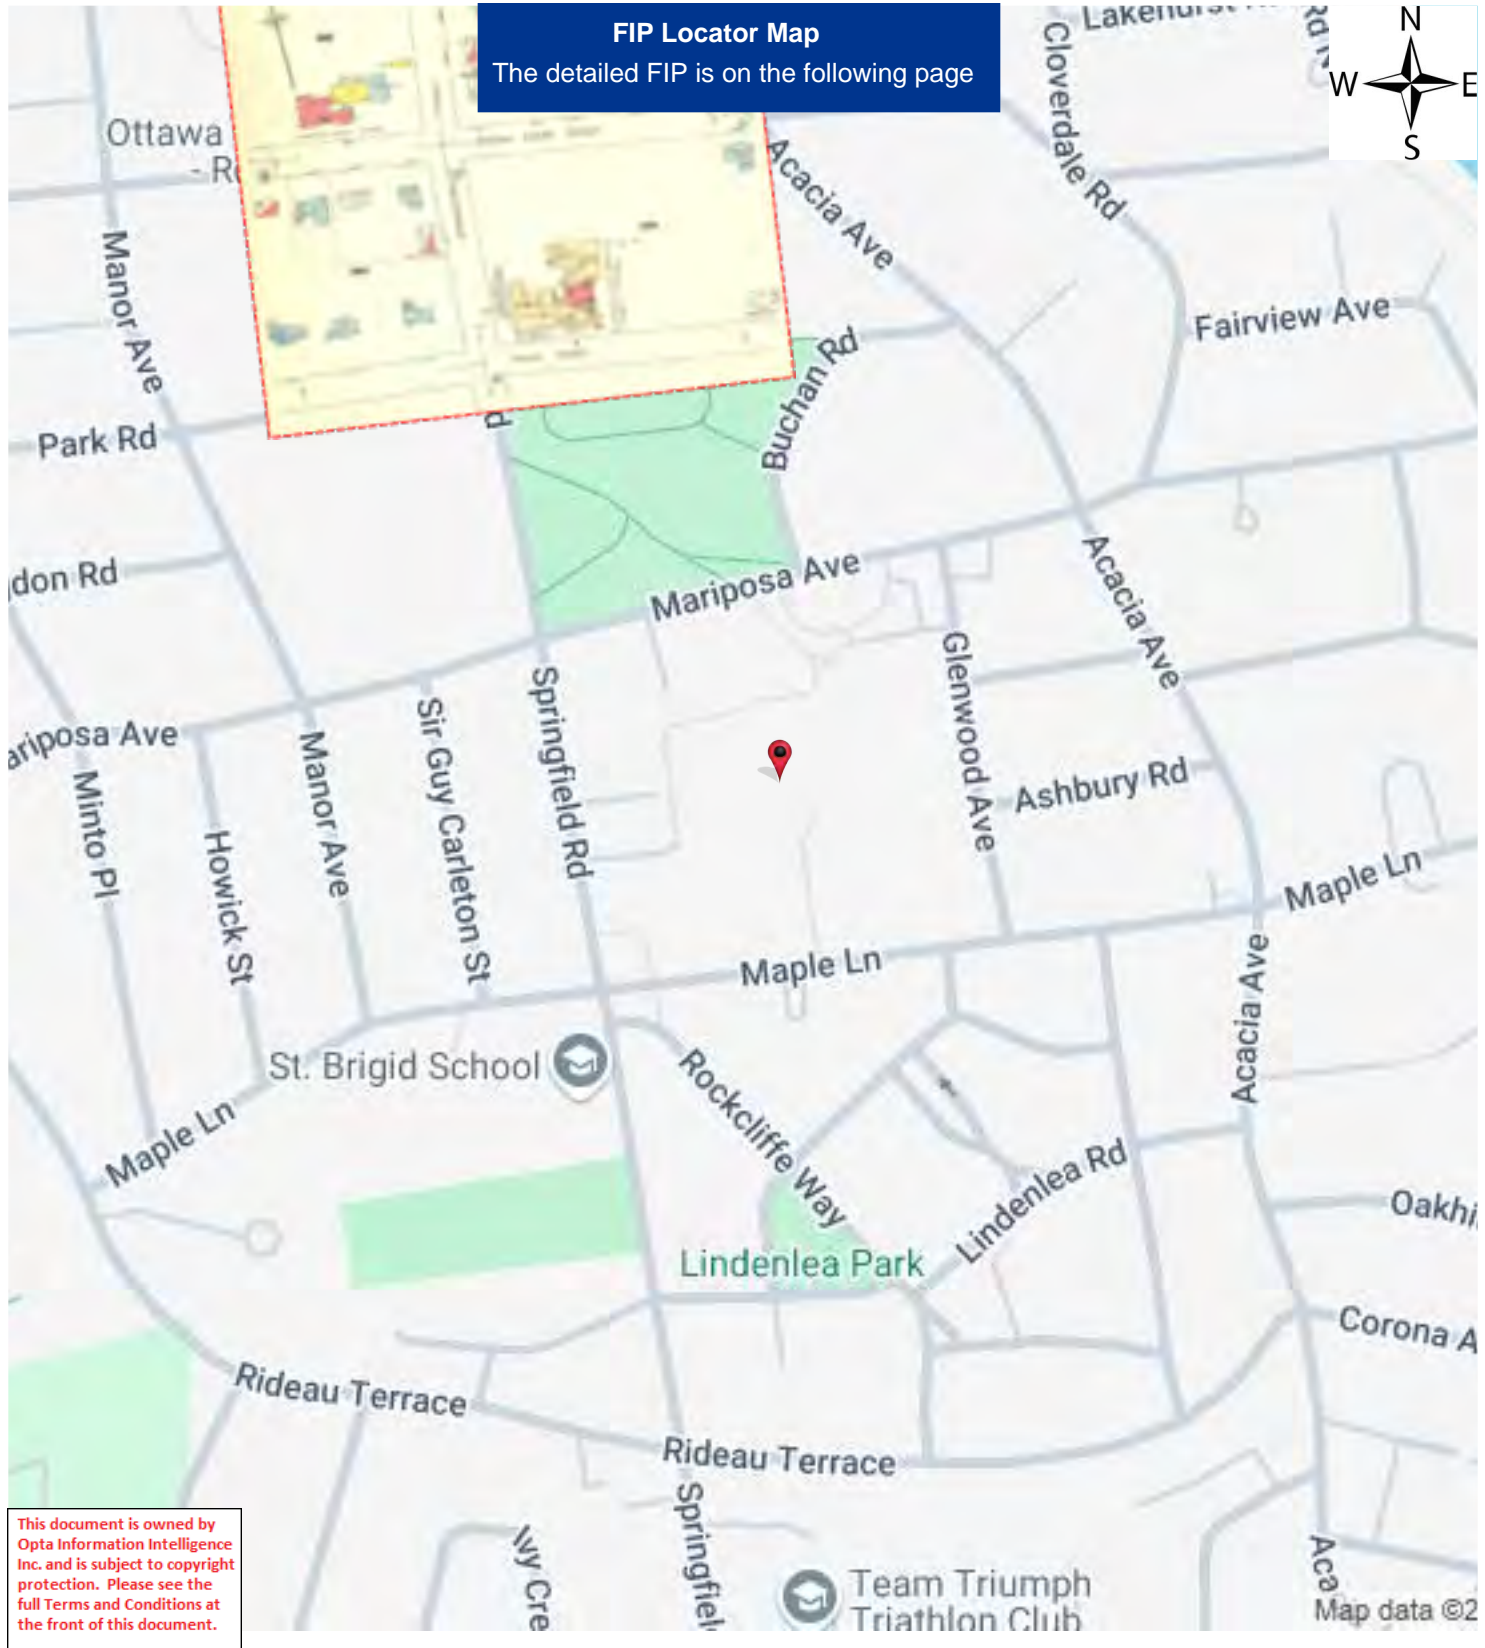 FIP Locator Map
The detailed FIP is on the following page
N
W
E
S
Cloverdale Rd
Ottawa
Acacia Ave
Manor Ave
Fairview Ave
Buchan Rd
Park Rd
don Rd
Mariposa Ave
Acacia Ave
Glenwood Ave
Springfield Rd
Sir Guy Carleton St
ariposa Ave
Manor Ave
Minto Pl
Howick St
Ashbury Rd
Maple Ln
Maple Ln
Acacia Ave
St. Brigid School
Rockcliffe Way
Maple Ln
Lindenlea Rd
Oakhi
Lindenlea Park
Corona A
Rideau Terrace
Rideau Terrace
Springfiel
Ivy Cre
Aca
Team Triumph
Triathlon Club
Map data ©2
This document is owned by
Opta Information Intelligence
Inc. and is subject to copyright
protection. Please see the
full Terms and Conditions at
the front of this document.